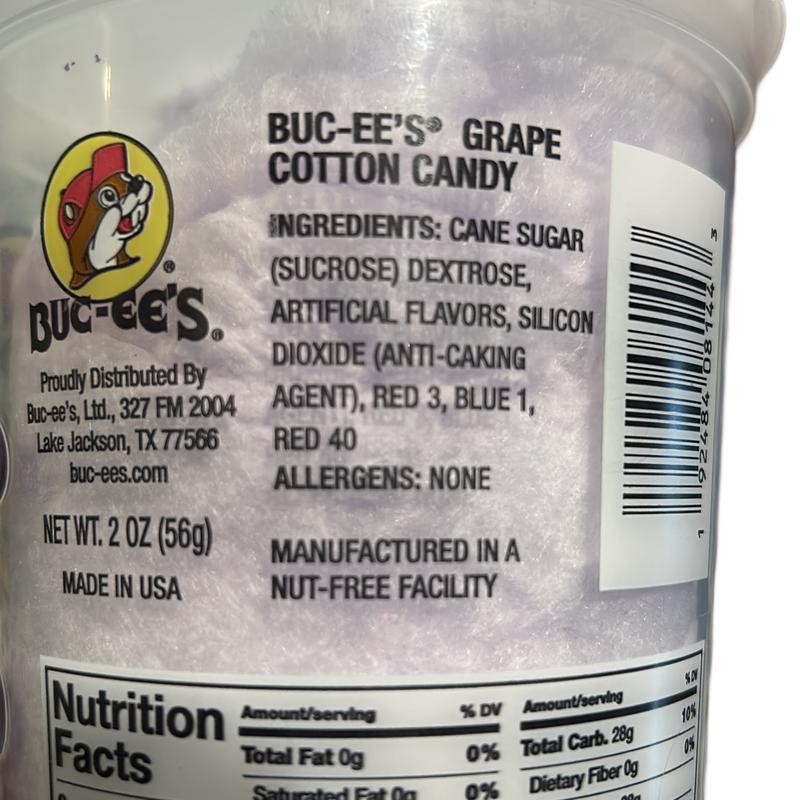 BUC-EE'S® GRAPE
COTTON CANDY
INGREDIENTS: CANE SUGAR
(SUCROSE) DEXTROSE,
ARTIFICIAL FLAVORS, SILICON
DIOXIDE (ANTI-CAKING
AGENT), RED 3, BLUE 1,
RED 40
ALLERGENS: NONE
MANUFACTURED IN A
NUT-FREE FACILITY
®
BUC-EE'S®
Proudly Distributed By
Buc-ee's, Ltd., 327 FM 2004
Lake Jackson, TX 77566
buc-ees.com
NET WT. 2 OZ (56g)
MADE IN USA
1 92484 08144 3
Nutrition
Facts
Amount/serving % DV
Total Fat 0g 0%
Saturated Fat 0g 0%
Amount/serving % DV
Total Carb. 28g 10%
Dietary Fiber 0g 0%